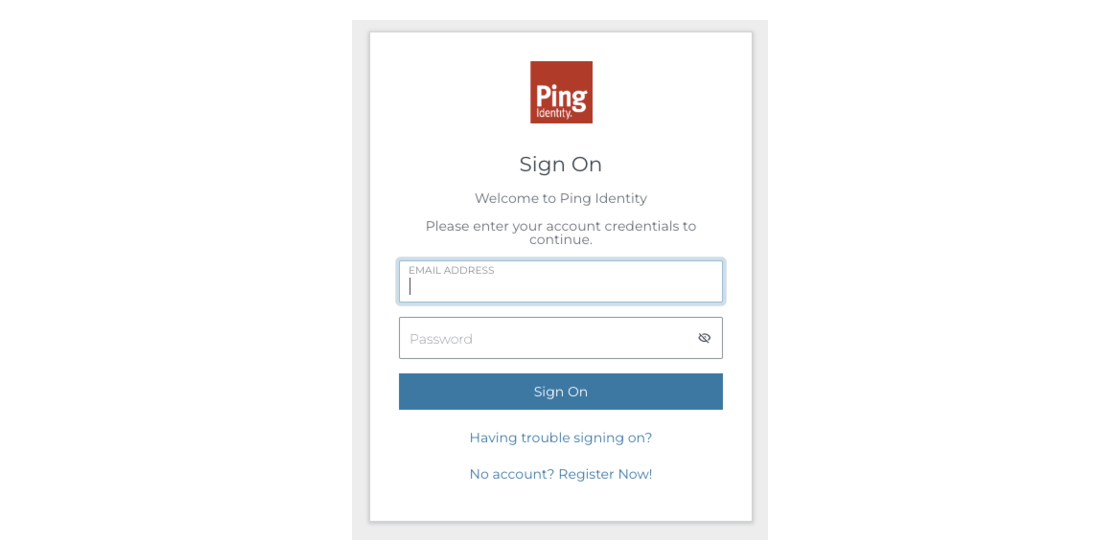 Ping
Identity.
Sign On
Welcome to Ping Identity
Please enter your account credentials to
continue.
EMAIL ADDRESS
Password
Sign On
Having trouble signing on?
No account? Register Now!